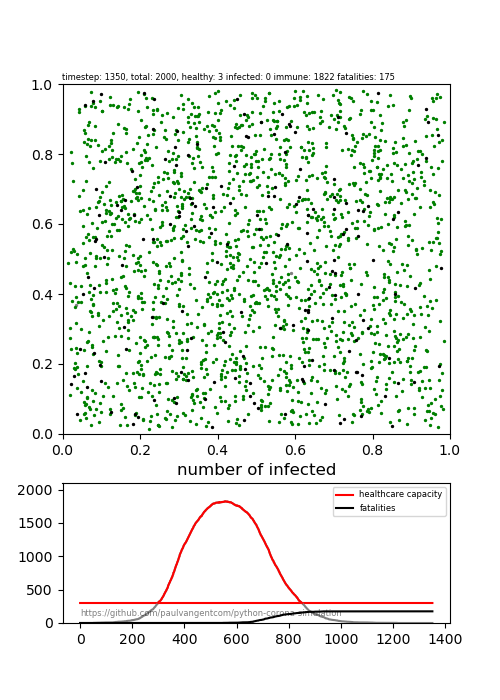 timestep: 1350, total: 2000, healthy: 3 infected: 0 immune: 1822 fatalities: 175
1.0
0.8
0.6
0.4
0.2
0.0
0.0 0.2 0.4 0.6 0.8 1.0
number of infected
2000
1500
1000
500
0
healthcare capacity
fatalities
https://github.com/paulvangentcom/python-corona-simulation
0 200 400 600 800 1000 1200 1400